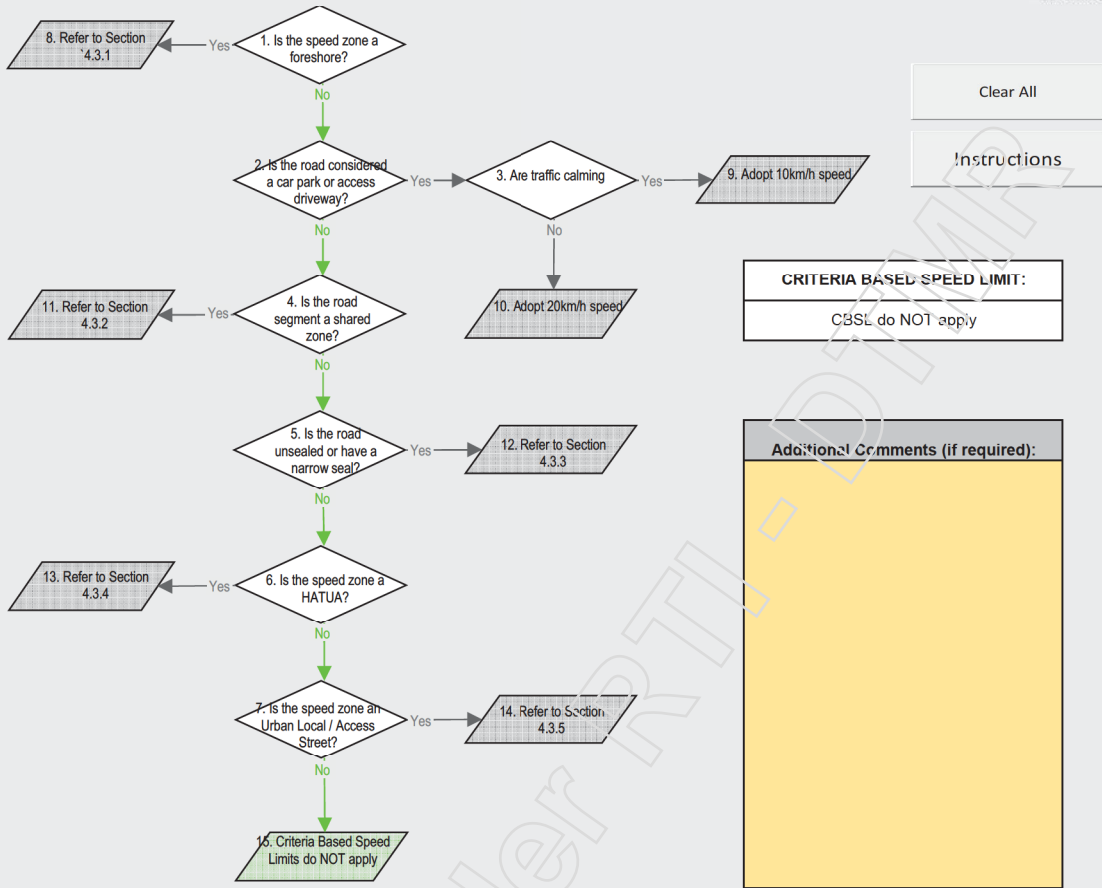 8. Refer to Section
`4.3.1
Yes
1. Is the speed zone a
foreshore?
No
Clear All
Instructions
2. Is the road considered
a car park or access
driveway?
Yes
3. Are traffic calming
Yes
9. Adopt 10km/h speed
No
No
10. Adopt 20km/h speed
CRITERIA BASED SPEED LIMIT:
CBSL do NOT apply
11. Refer to Section
4.3.2
Yes
4. Is the road
segment a shared
zone?
No
5. Is the road
unsealed or have a
narrow seal?
Yes
12. Refer to Section
4.3.3
Additional Comments (if required):
No
13. Refer to Section
4.3.4
Yes
6. Is the speed zone a
HATUA?
No
7. Is the speed zone an
Urban Local / Access
Street?
Yes
14. Refer to Section
4.3.5
No
15. Criteria Based Speed
Limits do NOT apply
RTI - DTMR